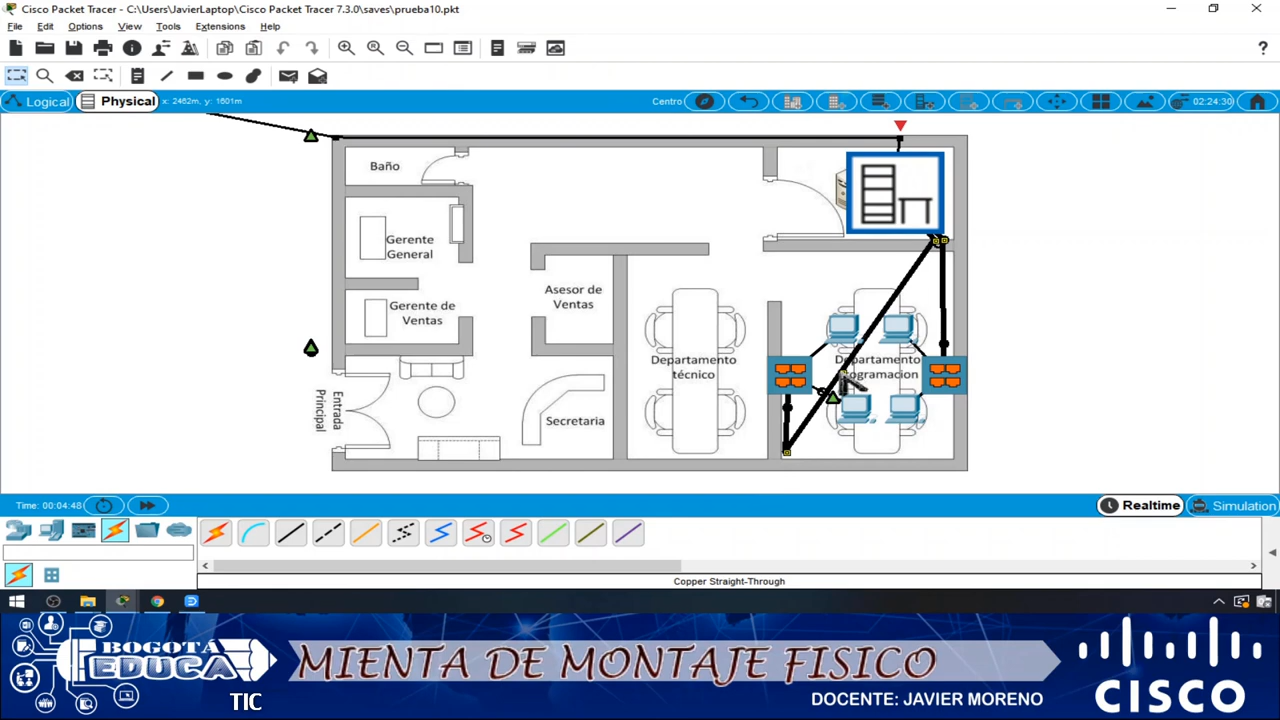 Cisco Packet Tracer - C:\Users\JavierLaptop\Cisco Packet Tracer 7.3.0\saves\prueba10.pkt
File Edit Options View Tools Extensions Help
Logical Physical x: 2462m, y: 1601m Centro 02:24:30
Baño
Gerente
General
Gerente de
Ventas
Asesor de
Ventas
Departamento
técnico
Departamento
Entrada
Principal
Secretaria
Time: 00:04:48 Realtime Simulation
Copper Straight-Through
BOGOTÁ
EDUCA
TIC
MIENTA DE MONTAJE FISICO
DOCENTE: JAVIER MORENO
CISCO